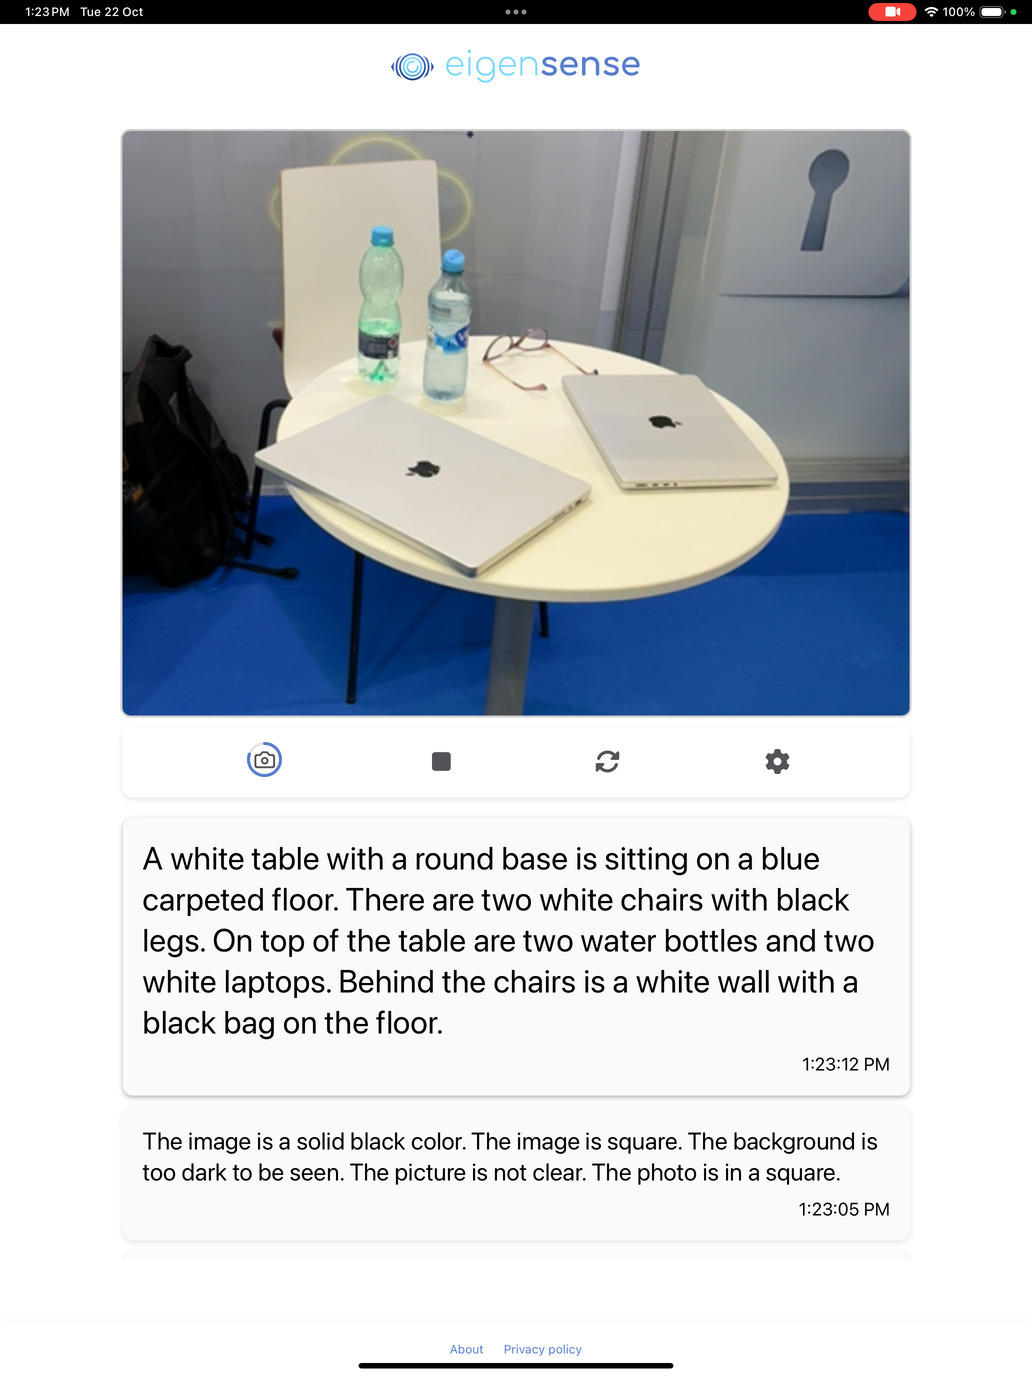 1:23 PM Tue 22 Oct
100%
eigensense
A white table with a round base is sitting on a blue
carpeted floor. There are two white chairs with black
legs. On top of the table are two water bottles and two
white laptops. Behind the chairs is a white wall with a
black bag on the floor.
1:23:12 PM
The image is a solid black color. The image is square. The background is
too dark to be seen. The picture is not clear. The photo is in a square.
1:23:05 PM
About Privacy policy